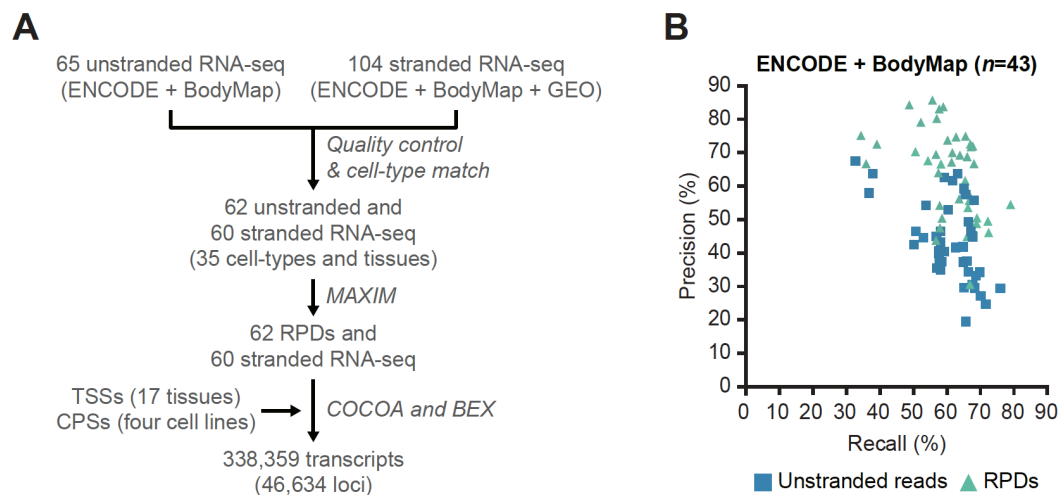 A
65 unstranded RNA-seq
(ENCODE + BodyMap)
104 stranded RNA-seq
(ENCODE + BodyMap + GEO)
Quality control
& cell-type match
62 unstranded and
60 stranded RNA-seq
(35 cell-types and tissues)
MAXIM
62 RPDs and
60 stranded RNA-seq
TSSs (17 tissues)
CPSs (four cell lines)
COCOA and BEX
338,359 transcripts
(46,634 loci)
B
ENCODE + BodyMap (n=43)
Precision (%)
90
80
70
60
50
40
30
20
10
0
0 10 20 30 40 50 60 70 80 90
Recall (%)
Unstranded reads RPDs